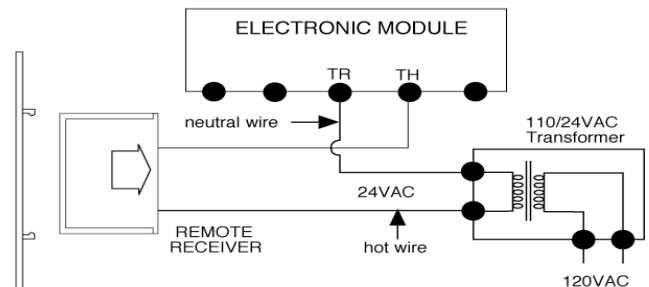 ELECTRONIC MODULE
TR
TH
neutral wire
110/24VAC
Transformer
24VAC
REMOTE
RECEIVER
hot wire
120VAC